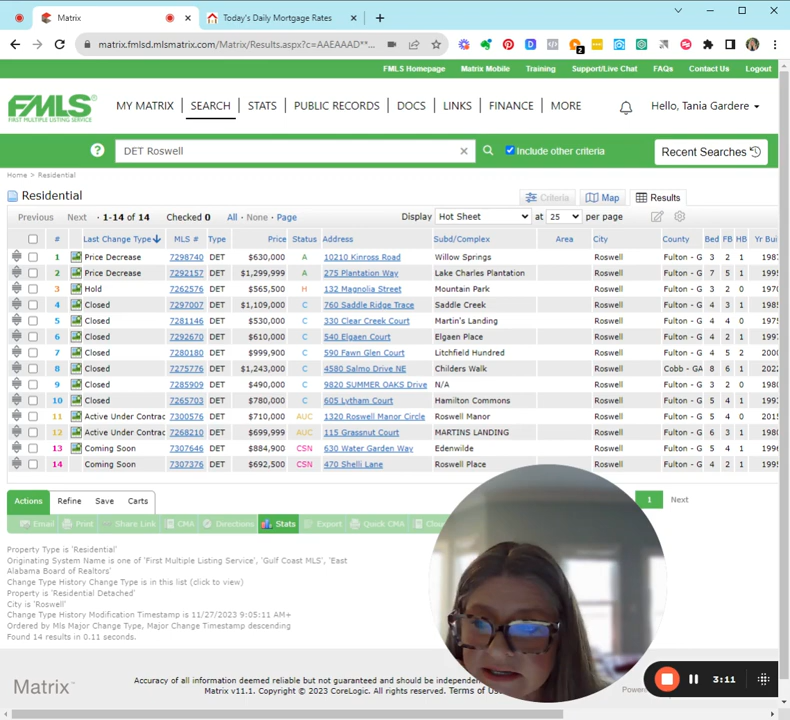 Matrix
Today's Daily Mortgage Rates
matrix.fmlsd.mlsmatrix.com/Matrix/Results.aspx?c=AAEAAAD**...
2
FMLS Homepage Matrix Mobile Training Support/Live Chat FAQs Contact Us Logout
FMLS
FIRST MULTIPLE LISTING SERVICE
MY MATRIX SEARCH STATS PUBLIC RECORDS DOCS LINKS FINANCE MORE Hello, Tania Gardere
? DET Roswell Include other criteria Recent Searches
Home > Residential
Residential Criteria Map Results
Previous Next · 1-14 of 14 Checked 0 All · None · Page Display Hot Sheet at 25 per page
# Last Change Type MLS # Type Price Status Address Subd/Complex Area City County Bed FB HB Yr Bui
1 Price Decrease 7298740 DET $630,000 A 10210 Kinross Road Willow Springs Roswell Fulton - G 3 2 1 1987
2 Price Decrease 7292157 DET $1,299,999 A 275 Plantation Way Lake Charles Plantation Roswell Fulton - G 7 5 1 1995
3 Hold 7262576 DET $565,500 H 132 Magnolia Street Mountain Park Roswell Fulton - G 3 2 0 1970
4 Closed 7297007 DET $1,109,000 C 760 Saddle Ridge Trace Saddle Creek Roswell Fulton - G 4 3 1 1985
5 Closed 7281146 DET $530,000 C 330 Clear Creek Court Martin's Landing Roswell Fulton - G 4 4 0 1975
6 Closed 7292670 DET $610,000 C 540 Elgaen Court Elgaen Place Roswell Fulton - G 4 2 1
7 Closed 7280180 DET $999,900 C 590 Fawn Glen Court Litchfield Hundred Roswell Fulton - G 4 5 2 2000
8 Closed 7275776 DET $1,243,000 C 4580 Salmo Drive NE Childers Walk Roswell Cobb - GA 8 6 1 2022
9 Closed 7285909 DET $490,000 C 9820 SUMMER OAKS Drive N/A Roswell Fulton - G 3 2 0 1980
10 Closed 7265703 DET $780,000 C 605 Lytham Court Hamilton Commons Roswell Fulton - G 5 4 1 1993
11 Active Under Contrac 7300576 DET $710,000 AUC 1320 Roswell Manor Circle Roswell Manor Roswell Fulton - G 5 4 0 2015
12 Active Under Contrac 7268210 DET $699,999 AUC 115 Grassnut Court MARTINS LANDING Roswell Fulton - G 6 3 1 1980
13 Coming Soon 7307646 DET $884,900 CSN 630 Water Garden Way Edenwilde Roswell Fulton - G 5 4 1 1996
14 Coming Soon 7307376 DET $692,500 CSN 470 Shelli Lane Roswell Place Roswell Fulton - G 4 2 1 1995
Actions Refine Save Carts 1 Next
Email Print Share Link CMA Directions Stats Export Quick CMA
Property Type is 'Residential'
Originating System Name is one of 'First Multiple Listing Service', 'Gulf Coast MLS', 'East
Alabama Board of Realtors'
Change Type History Change Type is in this list (click to view)
Property is 'Residential Detached'
City is 'Roswell'
Change Type History Modification Timestamp is 11/27/2023 9:05:11 AM+
Ordered by Mls Major Change Type, Major Change Timestamp descending
Found 14 results in 0.11 seconds.
Matrix™
Accuracy of all information deemed reliable but not guaranteed and should be
Matrix v11.1. Copyright © 2023 CoreLogic. All rights reserved. Terms of
3:11